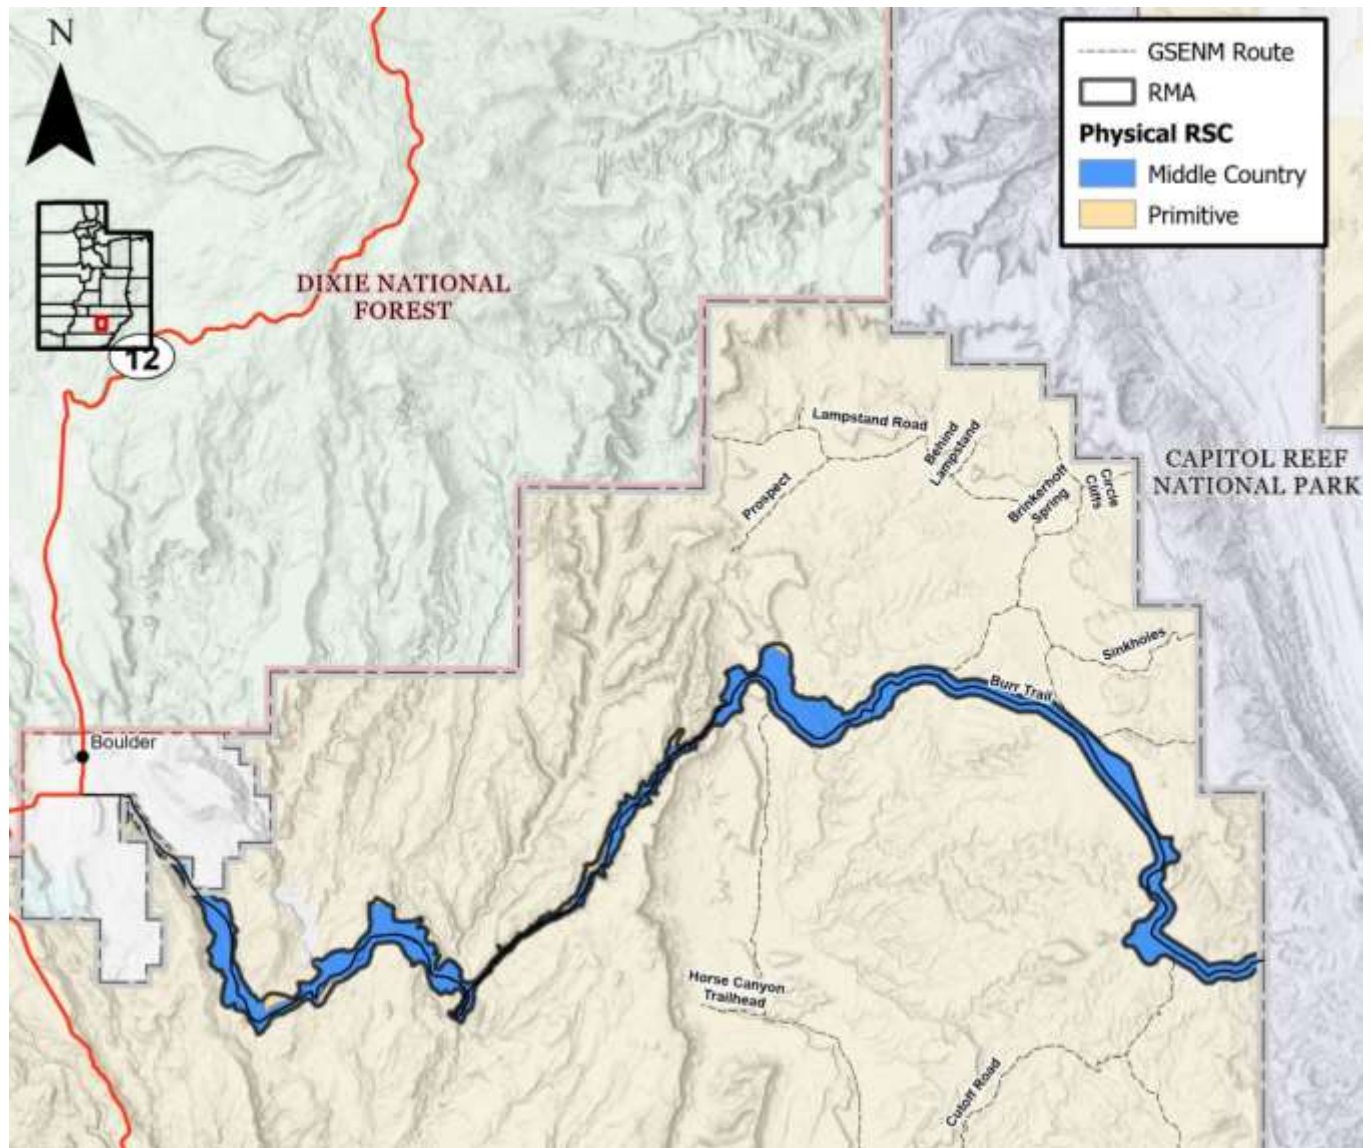 N
GSENM Route
RMA
Physical RSC
Middle Country
Primitive
DIXIE NATIONAL
FOREST
12
CAPITOL REEF
NATIONAL PARK
Lampstand Road
Behind
Lampstand
Prospect
Brinkerhoff
Spring
Circle
Cliffs
Sinkholes
Burr Trail
Boulder
Horse Canyon
Trailhead
Cutoff Road